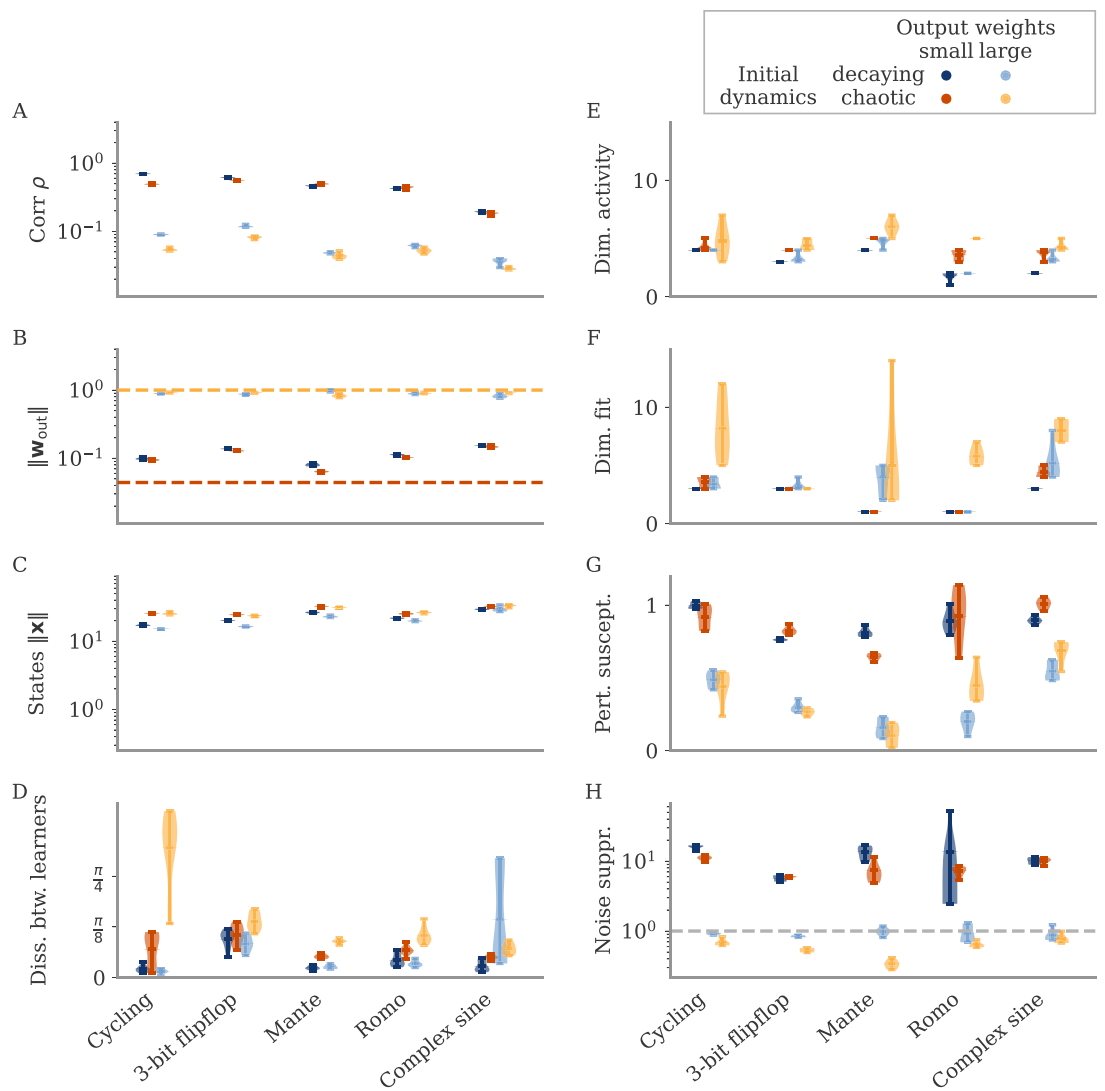 Output weights
small large
Initial decaying
dynamics chaotic
A
Corr ρ
10⁰
10⁻¹
B
‖w_out‖
10⁰
10⁻¹
C
States ‖x‖
10¹
10⁰
D
Diss. btw. learners
π/4
π/8
0
Cycling
3-bit flipflop
Mante
Romo
Complex sine
E
Dim. activity
10
0
F
Dim. fit
10
0
G
Pert. suscept.
1
0
H
Noise suppr.
10¹
10⁰
Cycling
3-bit flipflop
Mante
Romo
Complex sine